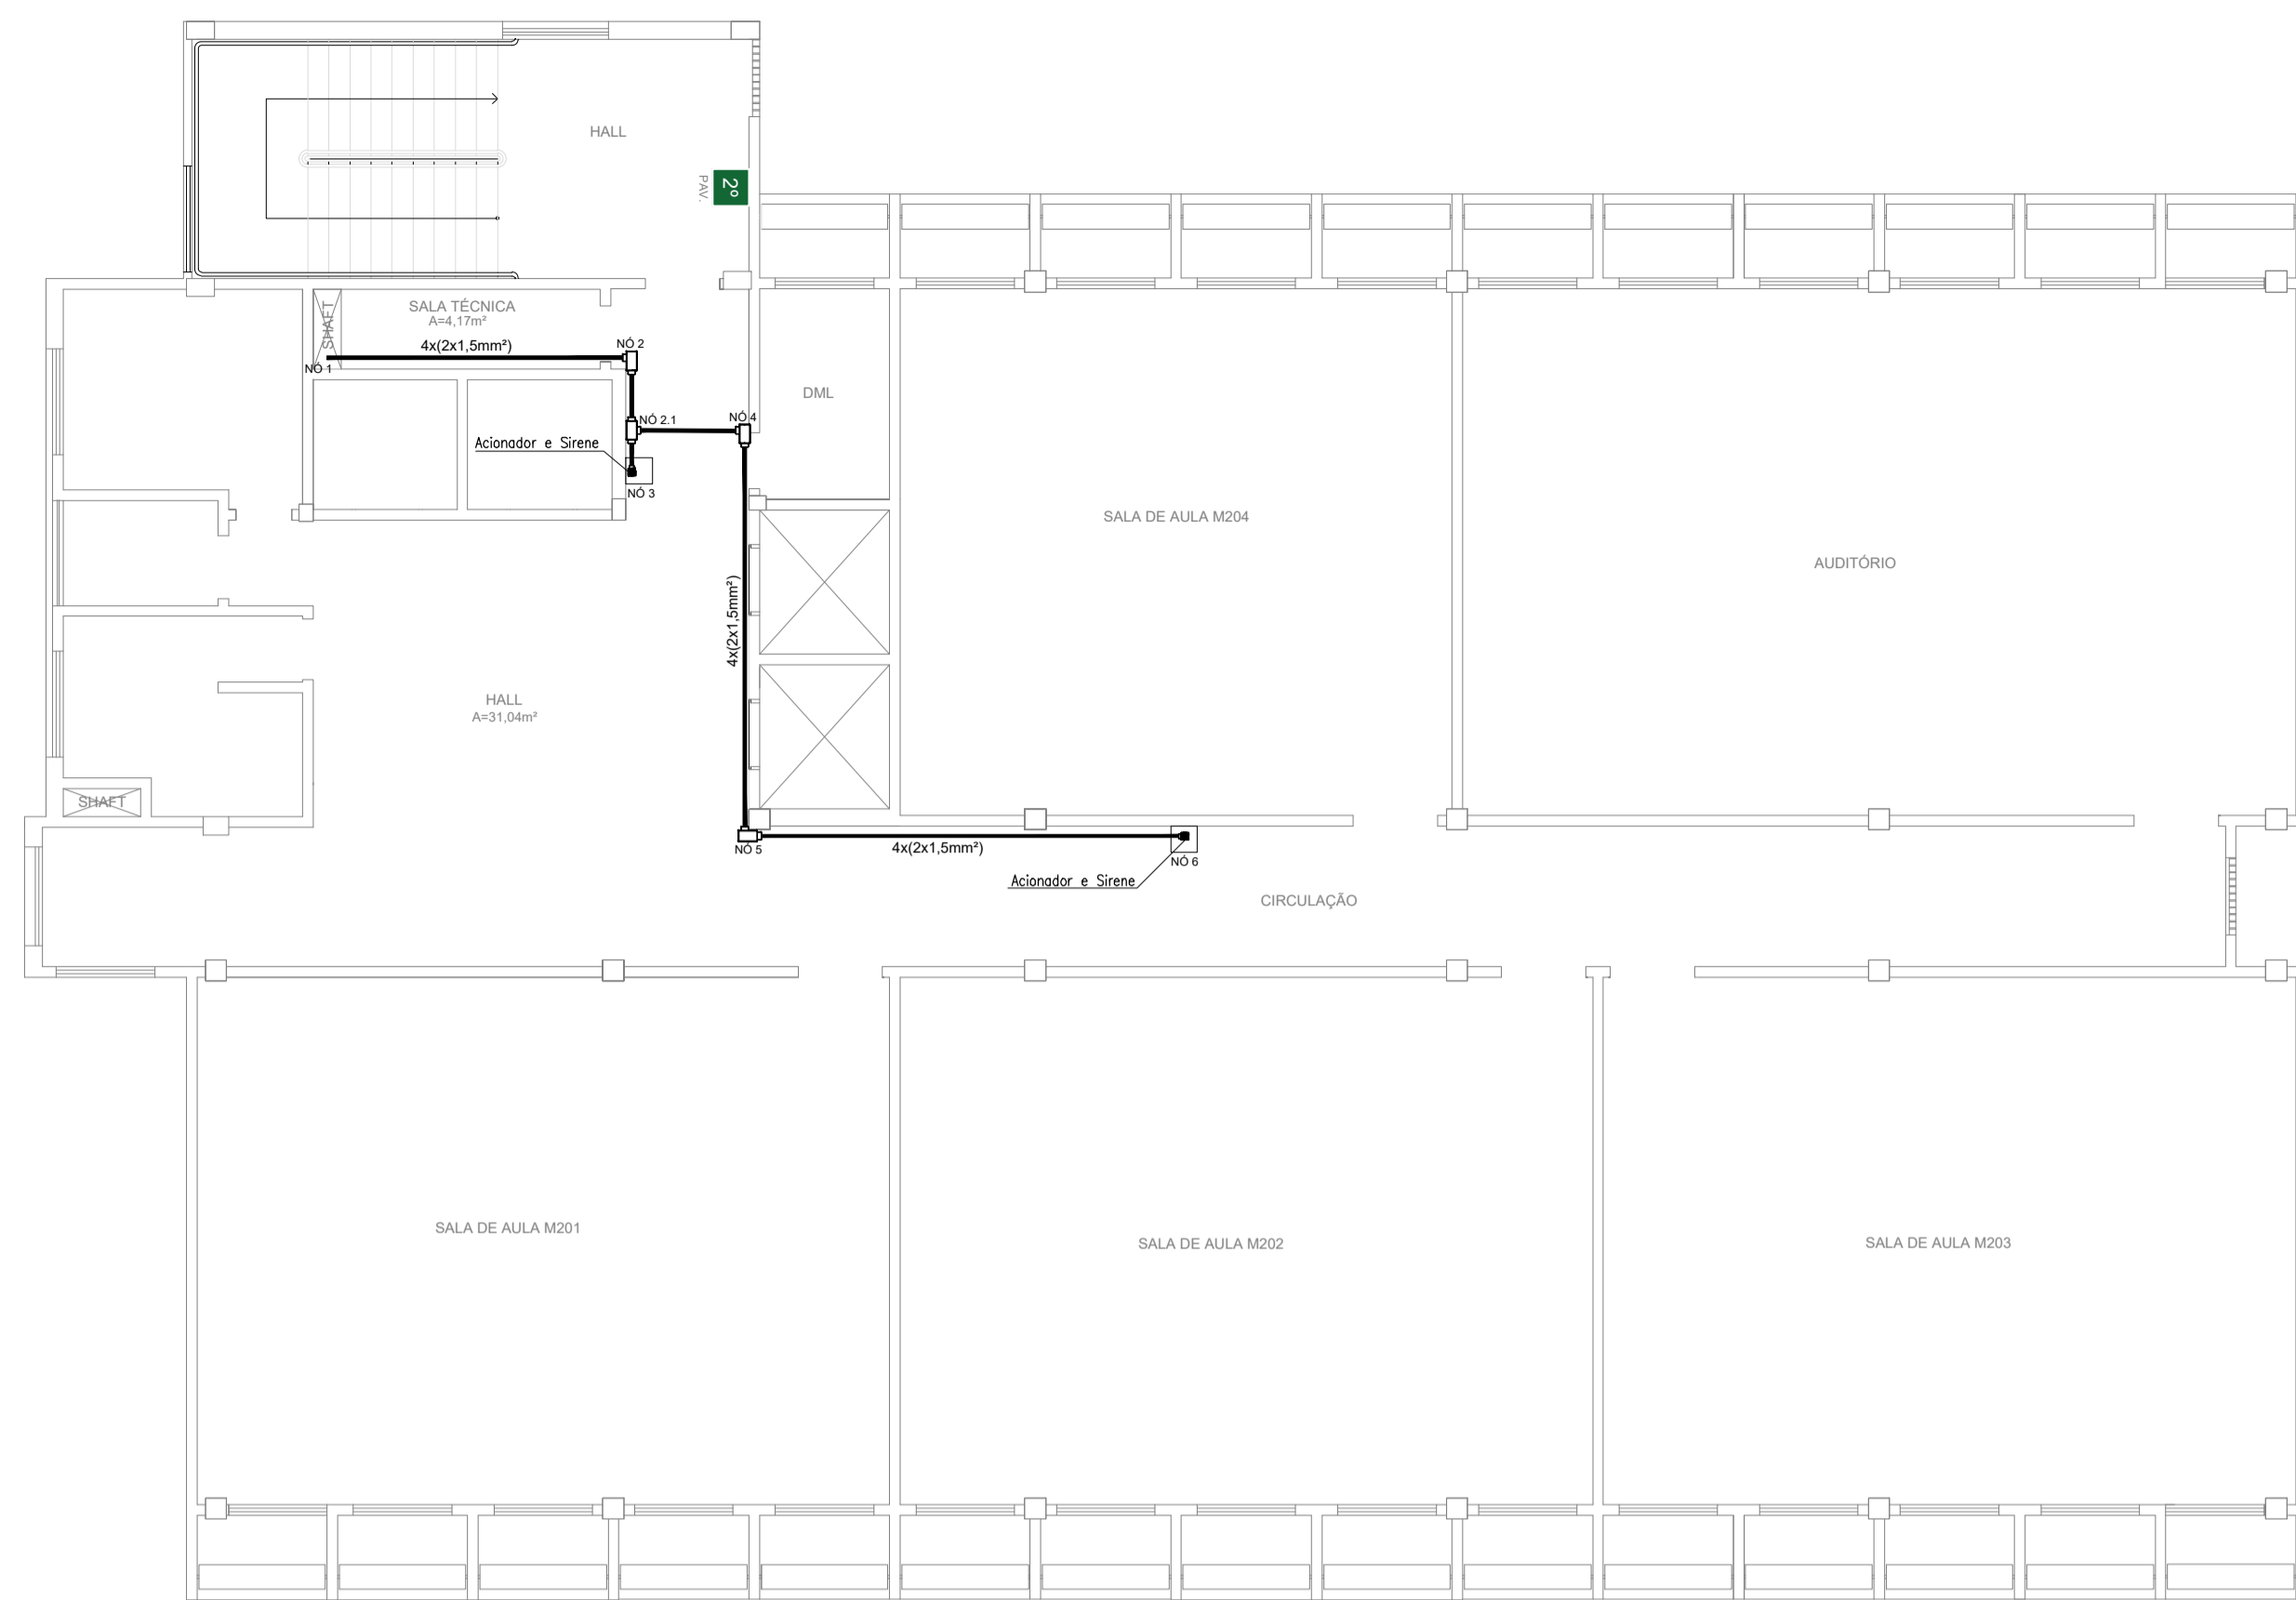 HALL
2º
PAV.
SHAFT
SALA TÉCNICA
A=4,17m²
4x(2x1,5mm²)
NÓ 2
NÓ 1
DML
NÓ 2.1
NÓ 4
Acionador e Sirene
NÓ 3
SALA DE AULA M204
AUDITÓRIO
4x(2x1,5mm²)
HALL
A=31,04m²
SHAFT
NÓ 5
4x(2x1,5mm²)
NÓ 6
Acionador e Sirene
CIRCULAÇÃO
SALA DE AULA M201
SALA DE AULA M202
SALA DE AULA M203